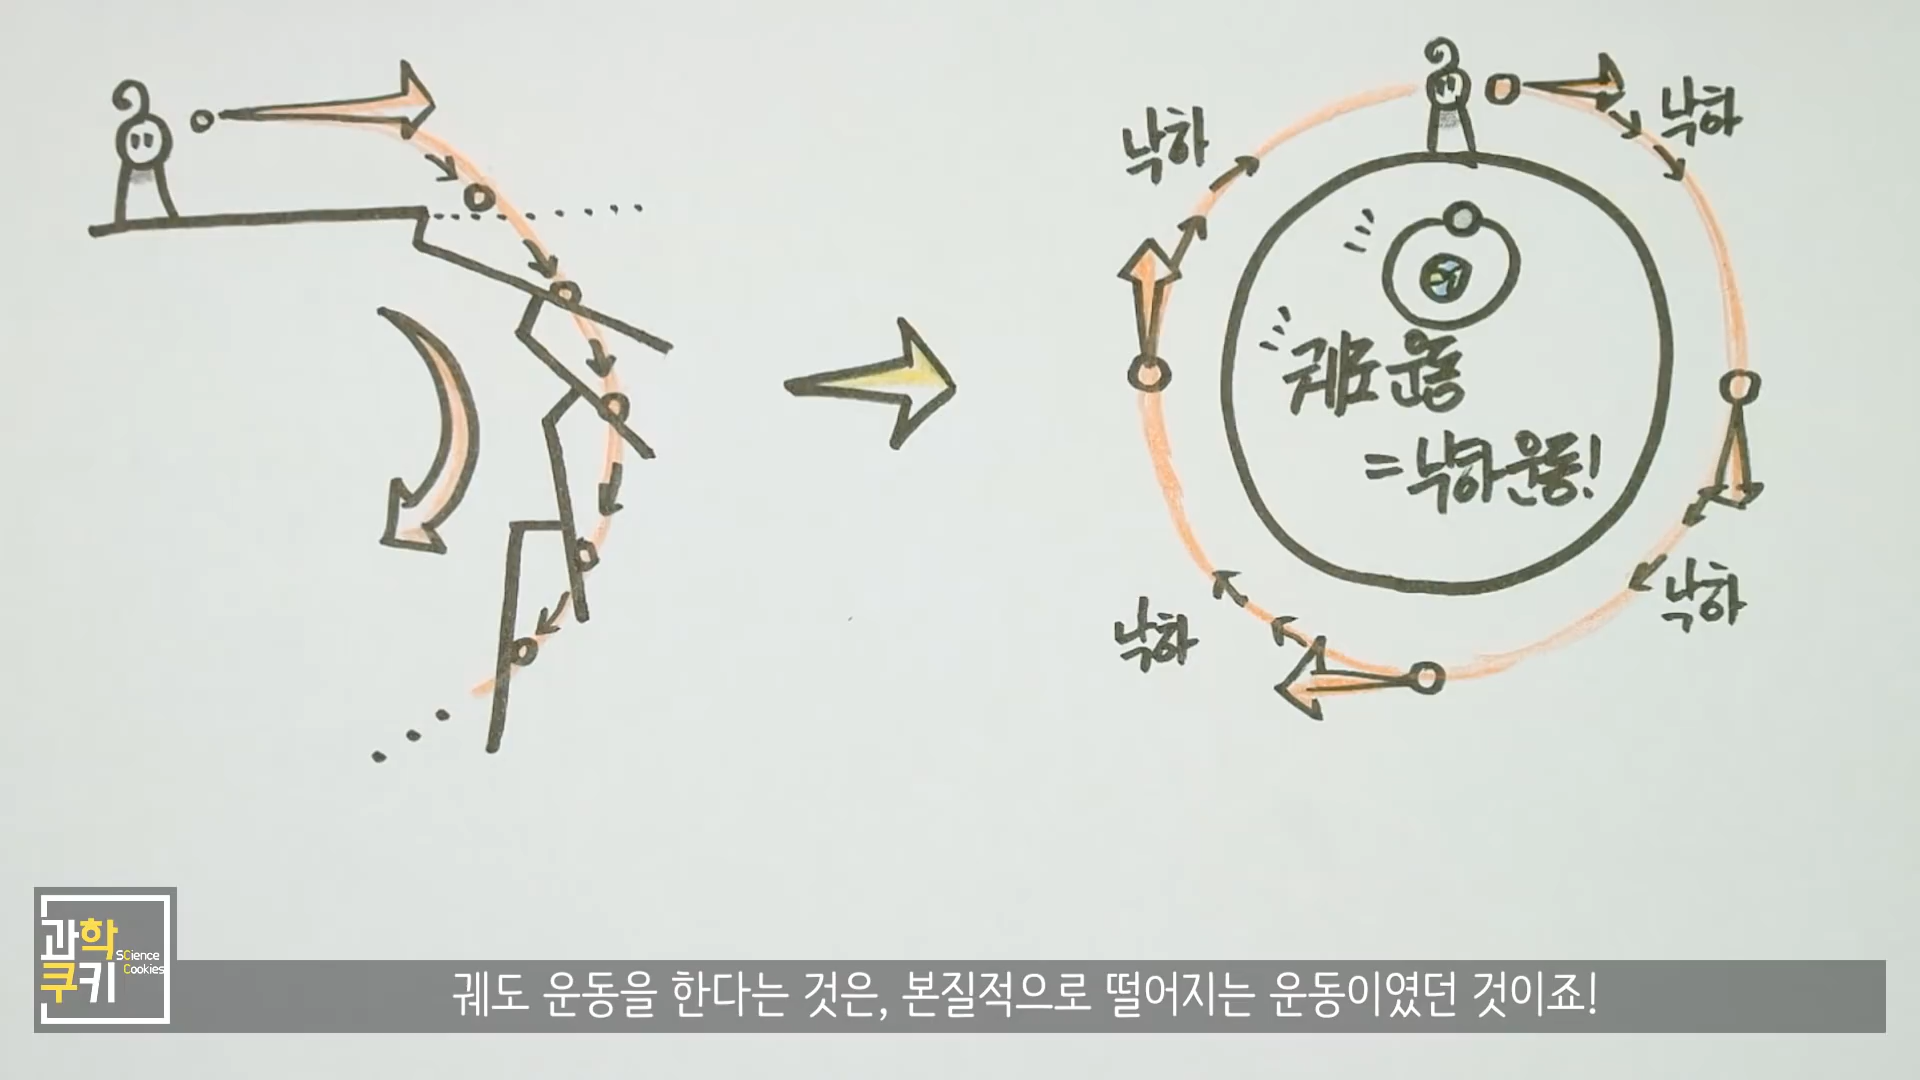 낙하
낙하
궤도 운동
=낙하 운동!
낙하
낙하
과학
쿠키
Science
Cookies
궤도 운동을 한다는 것은, 본질적으로 떨어지는 운동이였던 것이죠!